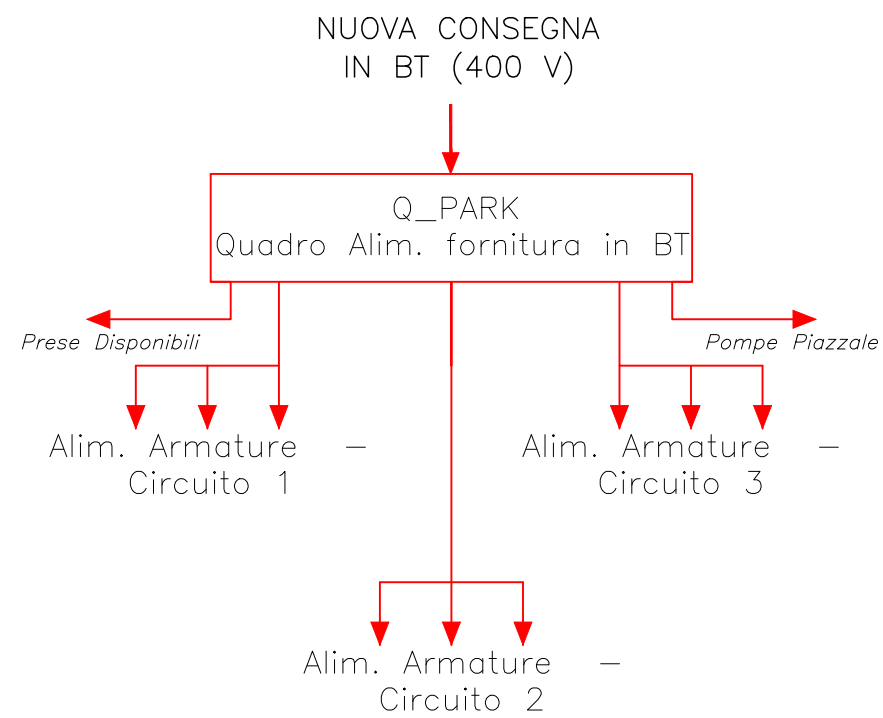 NUOVA CONSEGNA
IN BT (400 V)
Q_PARK
Quadro Alim. fornitura in BT
Prese Disponibili
Pompe Piazzale
Alim. Armature -
Circuito 1
Alim. Armature -
Circuito 3
Alim. Armature -
Circuito 2